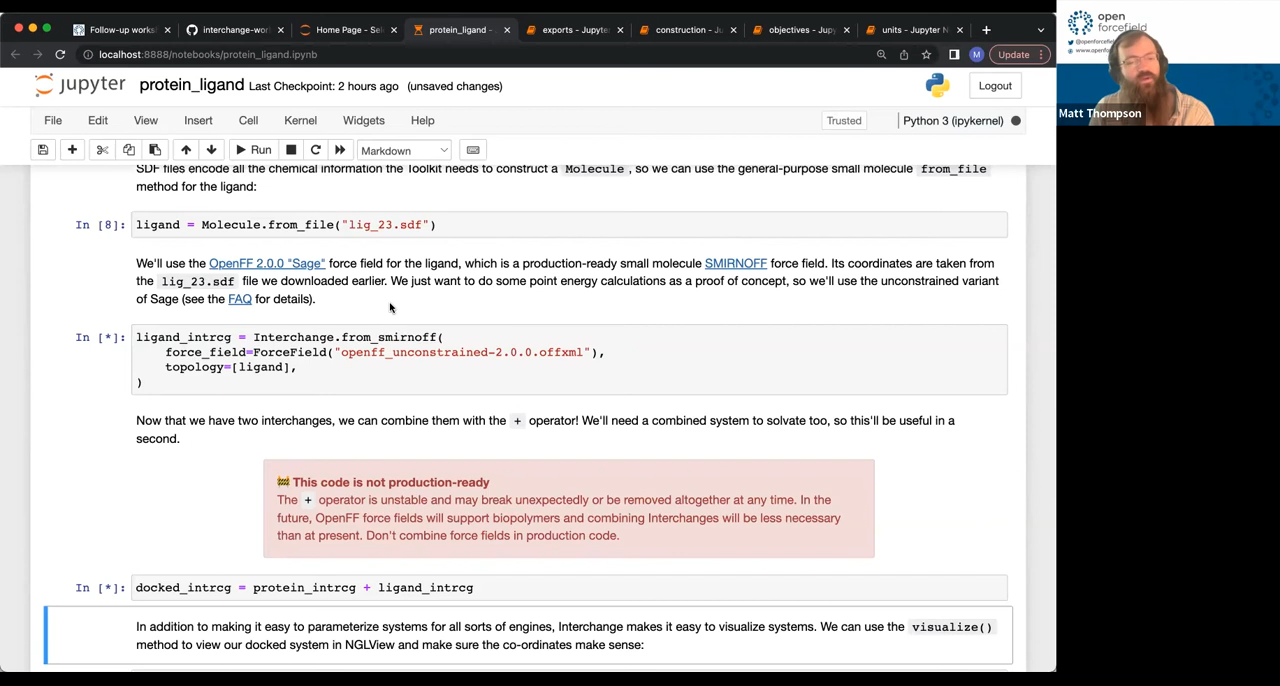 Follow-up works
interchange-wor
Home Page - Sel
protein_ligand -
exports - Jupyte
construction - Ju
objectives - Jupy
units - Jupyter N
localhost:8888/notebooks/protein_ligand.ipynb
M
Update
open
forcefield
@openforcefie
www.openf
Matt Thompson
jupyter
protein_ligand Last Checkpoint: 2 hours ago (unsaved changes)
Logout
File Edit View Insert Cell Kernel Widgets Help
Trusted
Python 3 (ipykernel)
Run
Markdown
SDF files encode all the chemical information the Toolkit needs to construct a Molecule , so we can use the general-purpose small molecule from_file
method for the ligand:
In [8]: ligand = Molecule.from_file("lig_23.sdf")
We'll use the OpenFF 2.0.0 "Sage" force field for the ligand, which is a production-ready small molecule SMIRNOFF force field. Its coordinates are taken from
the lig_23.sdf file we downloaded earlier. We just want to do some point energy calculations as a proof of concept, so we'll use the unconstrained variant
of Sage (see the FAQ for details).
In [*]: ligand_intrcg = Interchange.from_smirnoff(
force_field=ForceField("openff_unconstrained-2.0.0.offxml"),
topology=[ligand],
)
Now that we have two interchanges, we can combine them with the + operator! We'll need a combined system to solvate too, so this'll be useful in a
second.
🚧 This code is not production-ready
The + operator is unstable and may break unexpectedly or be removed altogether at any time. In the
future, OpenFF force fields will support biopolymers and combining Interchanges will be less necessary
than at present. Don't combine force fields in production code.
In [*]: docked_intrcg = protein_intrcg + ligand_intrcg
In addition to making it easy to parameterize systems for all sorts of engines, Interchange makes it easy to visualize systems. We can use the visualize()
method to view our docked system in NGLView and make sure the co-ordinates make sense: